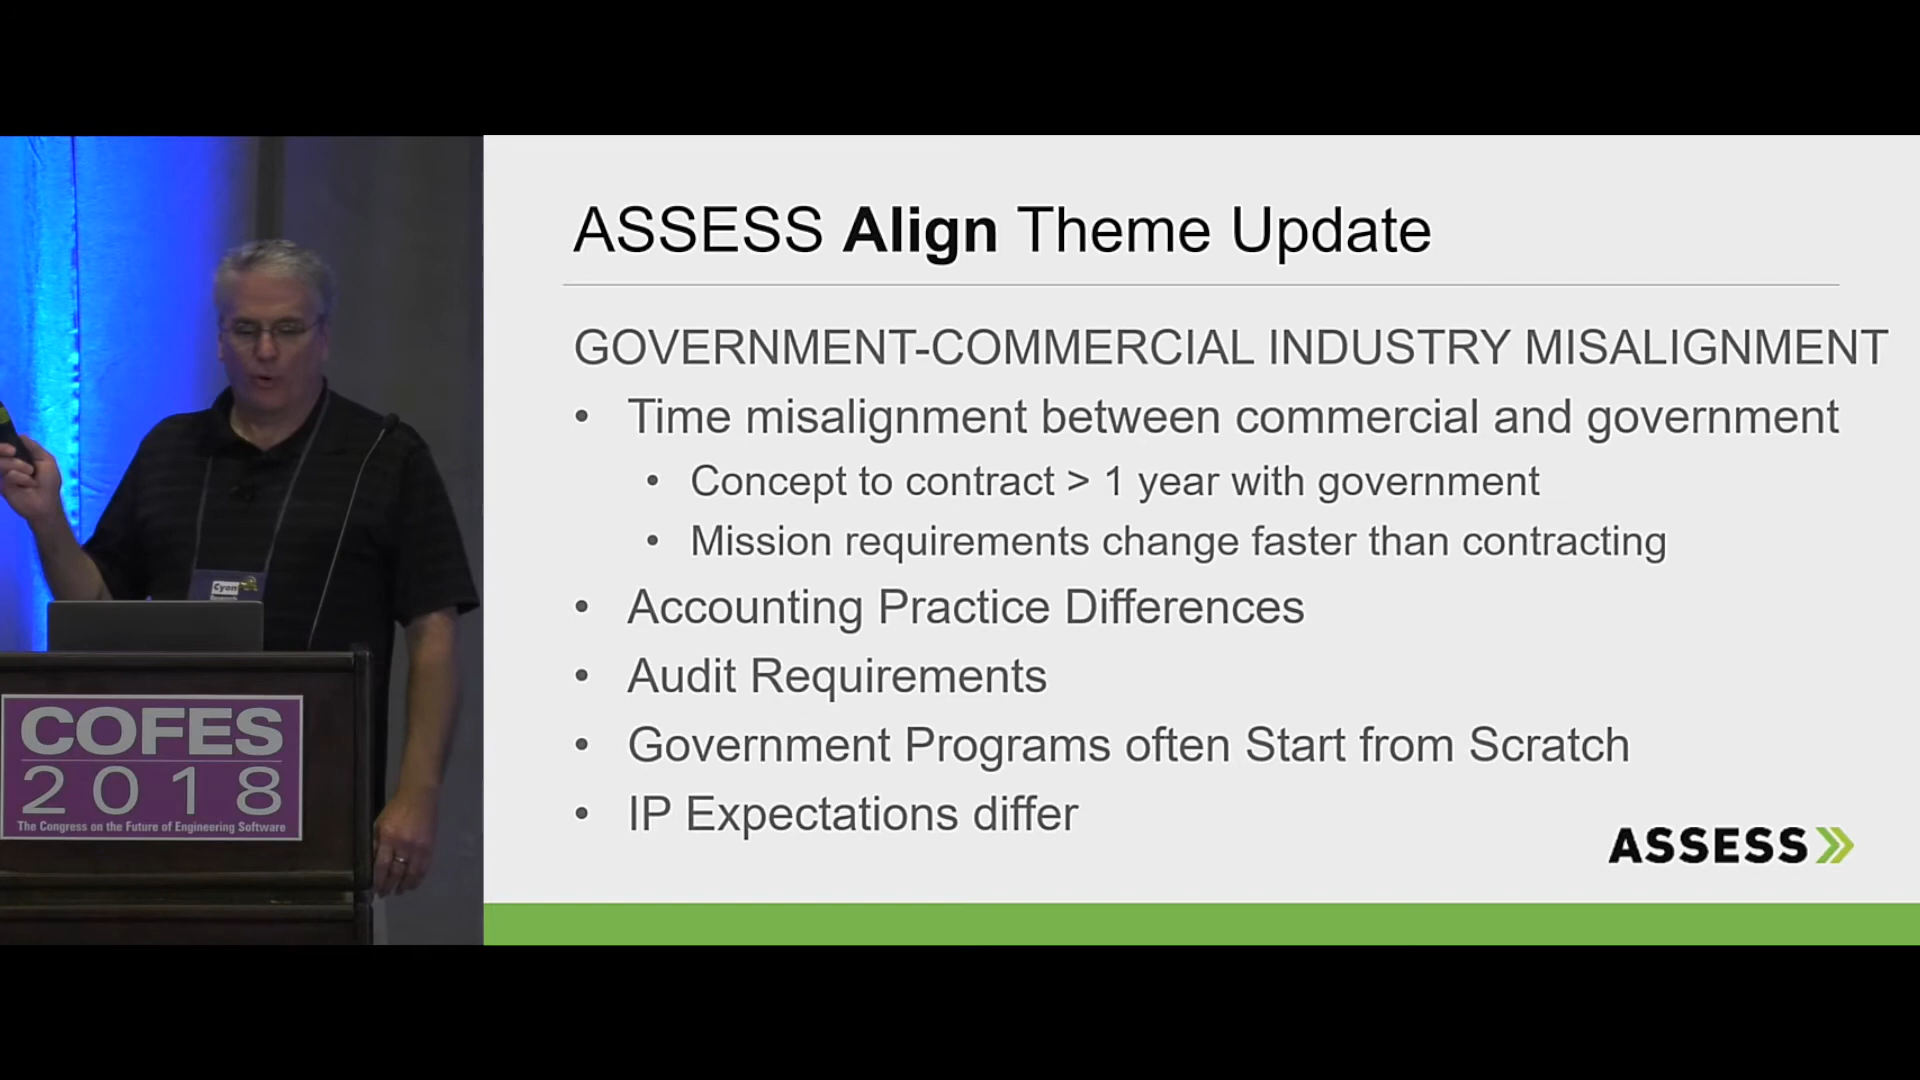 ASSESS Align Theme Update
GOVERNMENT-COMMERCIAL INDUSTRY MISALIGNMENT
• Time misalignment between commercial and government
• Concept to contract > 1 year with government
• Mission requirements change faster than contracting
• Accounting Practice Differences
• Audit Requirements
• Government Programs often Start from Scratch
• IP Expectations differ
ASSESS
Cyon
Research
COFES
2018
The Congress on the Future of Engineering Software